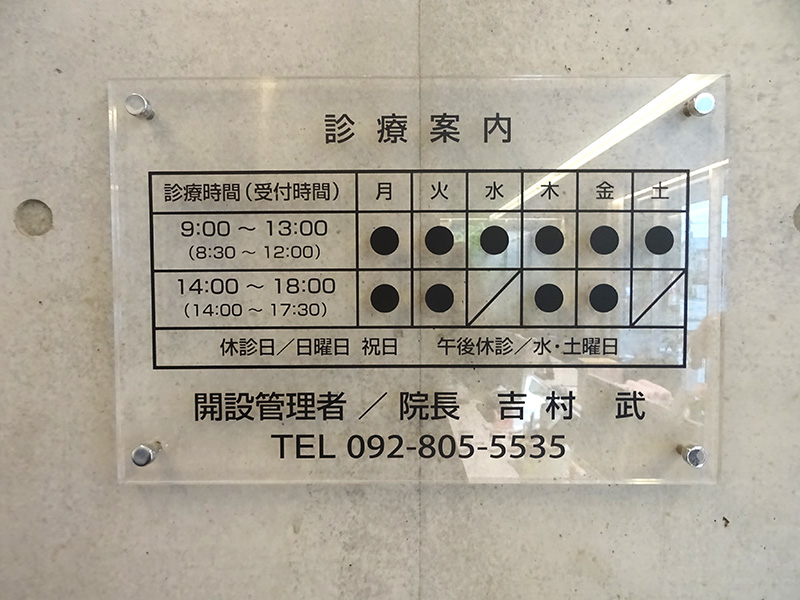 診療案内
診療時間（受付時間） 月 火 水 木 金 土
9:00 ～ 13:00 ● ● ● ● ● ●
（8:30 ～ 12:00）
14:00 ～ 18:00 ● ● ／ ● ● ／
（14:00 ～ 17:30）
休診日／日曜日 祝日 午後休診／水・土曜日
開設管理者 ／ 院長 吉村 武
TEL 092-805-5535